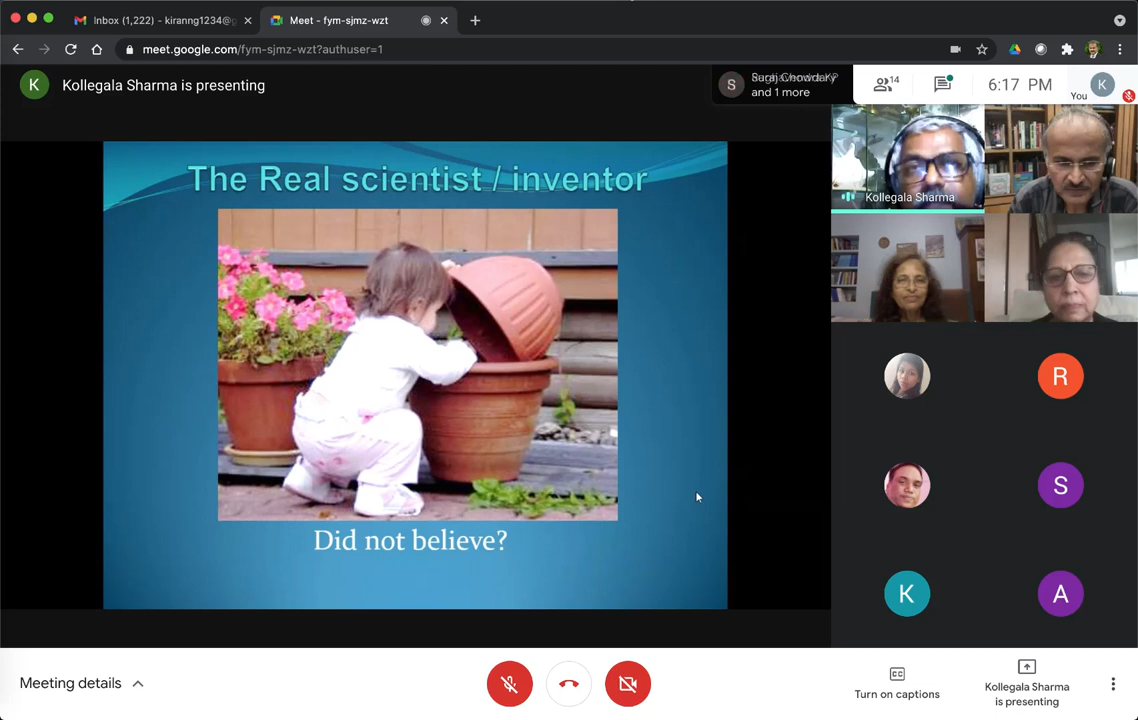 Inbox (1,222) - kiranng1234@g
Meet - fym-sjmz-wzt
meet.google.com/fym-sjmz-wzt?authuser=1
K
Kollegala Sharma is presenting
S
and 1 more
14
6:17 PM
You
K
The Real scientist / inventor
Did not believe?
Kollegala Sharma
R
S
K
A
Meeting details
Turn on captions
Kollegala Sharma
is presenting